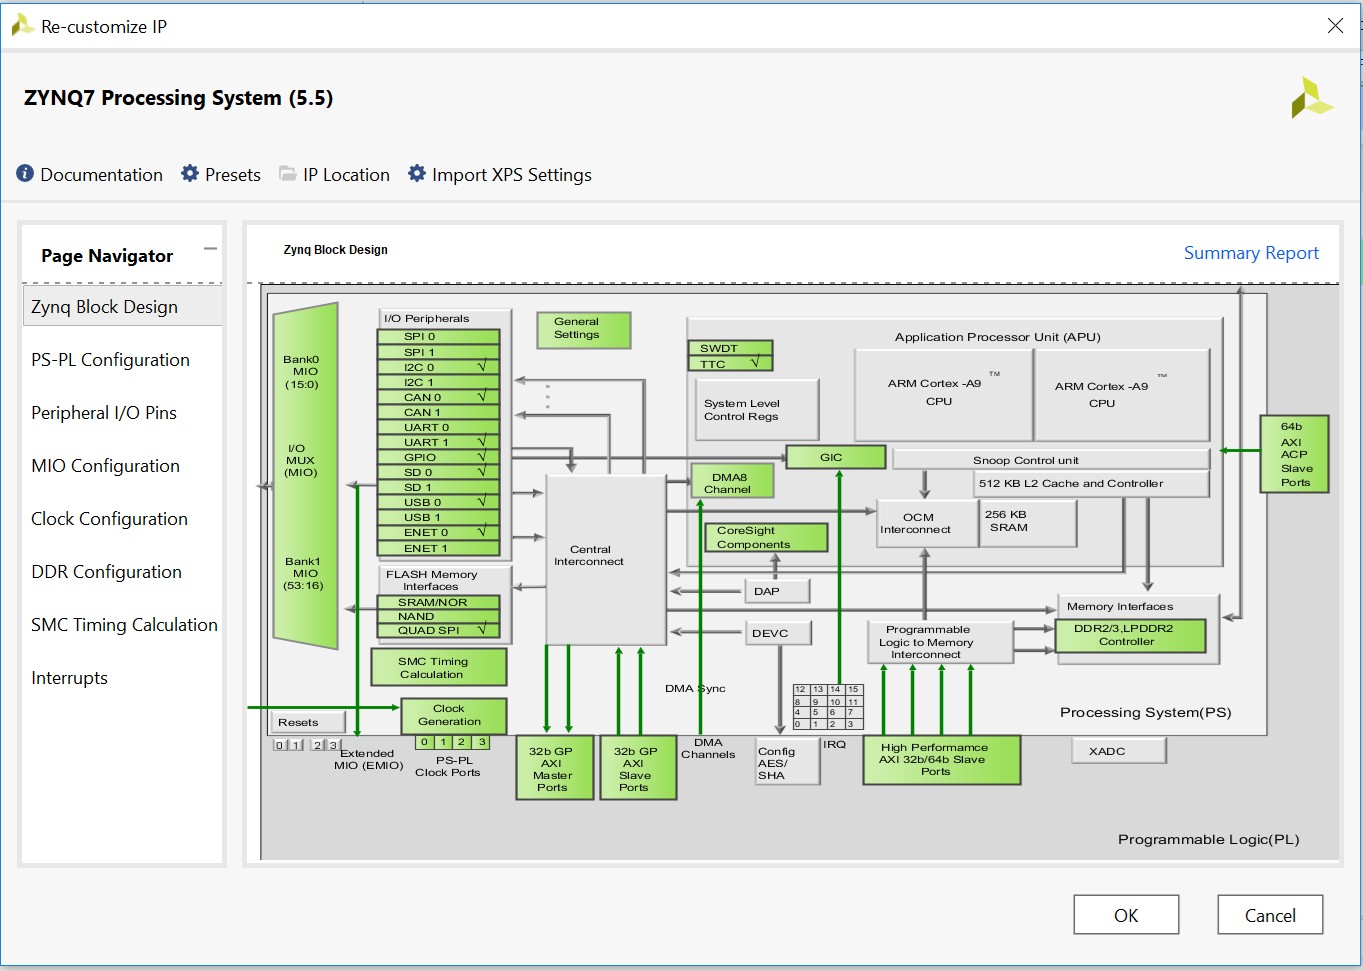 Re-customize IP
ZYNQ7 Processing System (5.5)
Documentation
Presets
IP Location
Import XPS Settings
Page Navigator
Zynq Block Design
PS-PL Configuration
Peripheral I/O Pins
MIO Configuration
Clock Configuration
DDR Configuration
SMC Timing Calculation
Interrupts
Zynq Block Design
Summary Report
Bank0
MIO
(15:0)
I/O
MUX
(MIO)
Bank1
MIO
(53:16)
I/O Peripherals
SPI 0
SPI 1
I2C 0 √
I2C 1
CAN 0 √
CAN 1
UART 0
UART 1 √
GPIO √
SD 0 √
SD 1
USB 0 √
USB 1
ENET 0 √
ENET 1
FLASH Memory
Interfaces
SRAM/NOR
NAND
QUAD SPI √
SMC Timing
Calculation
Clock
Generation
0 1 2 3
PS-PL
Clock Ports
Resets
0 1 2 3
Extended
MIO (EMIO)
General
Settings
Central
Interconnect
32b GP
AXI
Master
Ports
32b GP
AXI
Slave
Ports
Application Processor Unit (APU)
SWDT
TTC √
System Level
Control Regs
ARM Cortex -A9 ™
CPU
ARM Cortex -A9 ™
CPU
GIC
Snoop Control unit
512 KB L2 Cache and Controller
DMA8
Channel
CoreSight
Components
OCM
Interconnect
256 KB
SRAM
DAP
DEVC
Programmable
Logic to Memory
Interconnect
Memory Interfaces
DDR2/3,LPDDR2
Controller
64b
AXI
ACP
Slave
Ports
DMA Sync
DMA
Channels
12 13 14 15
8 9 10 11
4 5 6 7
0 1 2 3
IRQ
Config
AES/
SHA
High Performamce
AXI 32b/64b Slave
Ports
XADC
Processing System(PS)
Programmable Logic(PL)
OK
Cancel